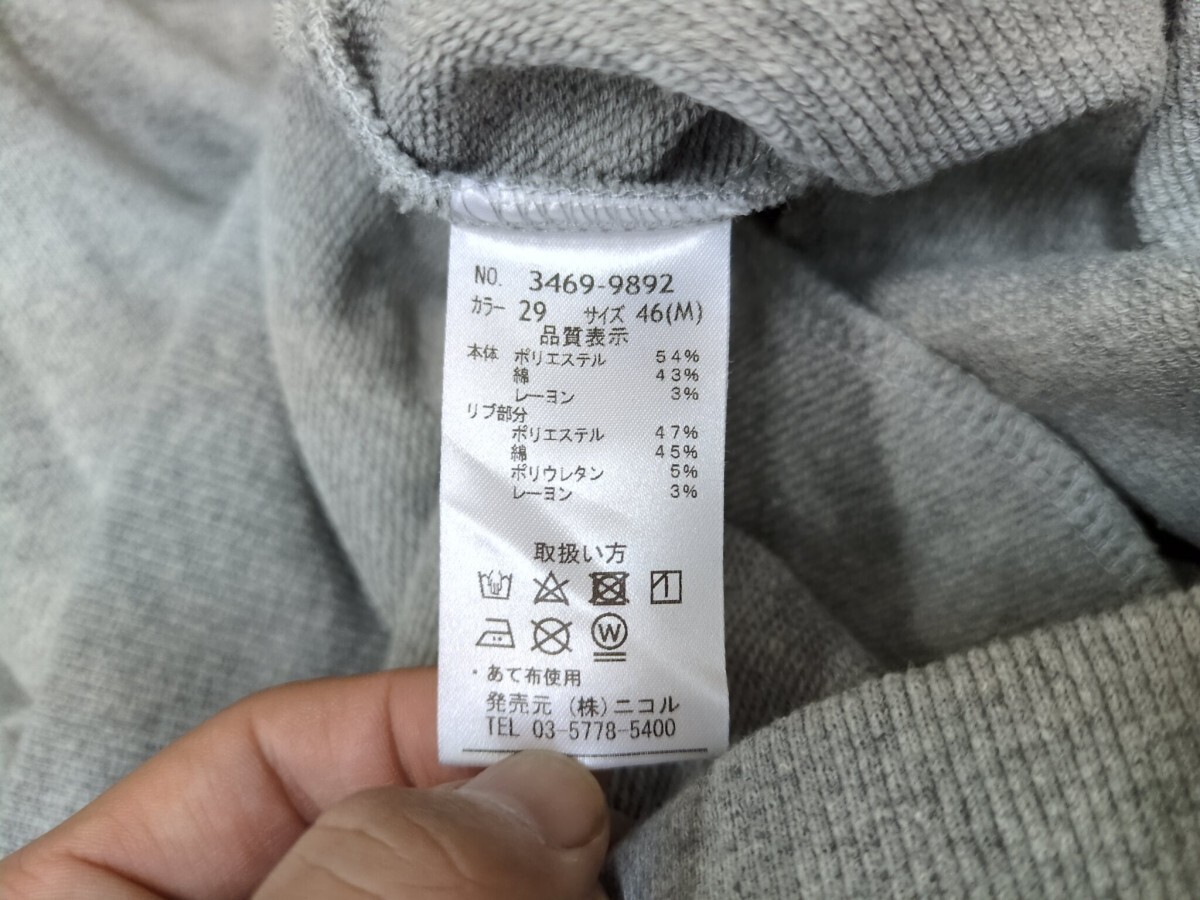 NO. 3469-9892
カラー 29 サイズ 46(M)
品質表示
本体 ポリエステル 54%
綿 43%
レーヨン 3%
リブ部分
ポリエステル 47%
綿 45%
ポリウレタン 5%
レーヨン 3%
取扱い方
W
・あて布使用
発売元 (株)ニコル
TEL 03-5778-5400